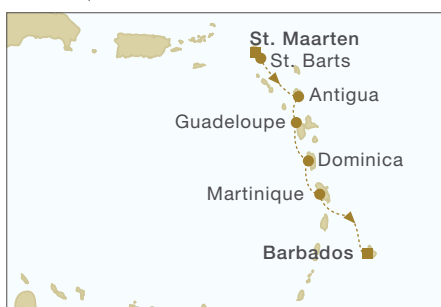 St. Maarten
St. Barts
Antigua
Guadeloupe
Dominica
Martinique
Barbados